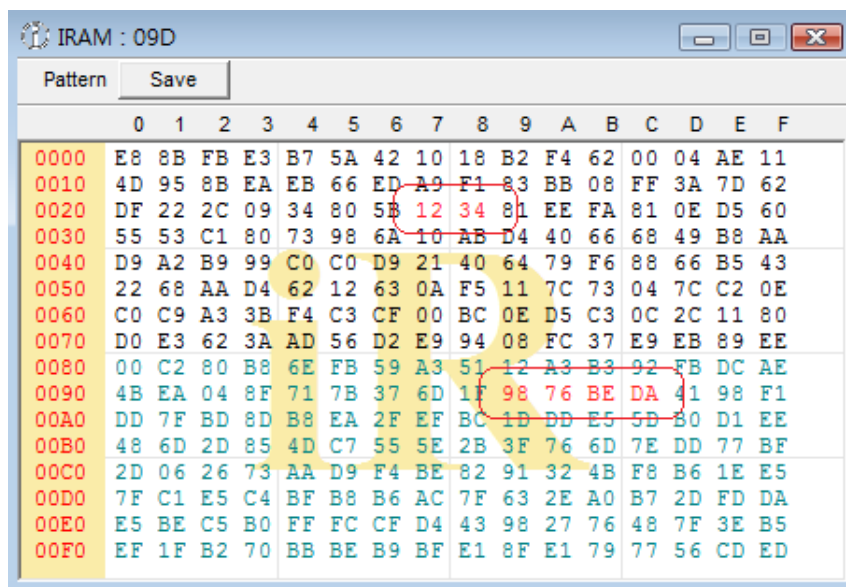 IRAM : 09D
Pattern Save
0 1 2 3 4 5 6 7 8 9 A B C D E F
0000 E8 8B FB E3 B7 5A 42 10 18 B2 F4 62 00 04 AE 11
0010 4D 95 8B EA EB 66 ED A9 F1 83 BB 08 FF 3A 7D 62
0020 DF 22 2C 09 34 80 5B 12 34 81 EE FA 81 0E D5 60
0030 55 53 C1 80 73 98 6A 10 AB D4 40 66 68 49 B8 AA
0040 D9 A2 B9 99 C0 C0 D9 21 40 64 79 F6 88 66 B5 43
0050 22 68 AA D4 62 12 63 0A F5 11 7C 73 04 7C C2 0E
0060 C0 C9 A3 3B F4 C3 CF 00 BC 0E D5 C3 0C 2C 11 80
0070 D0 E3 62 3A AD 56 D2 E9 94 08 FC 37 E9 EB 89 EE
0080 00 C2 80 B8 6E FB 59 A3 51 12 A3 B3 92 FB DC AE
0090 4B EA 04 8F 71 7B 37 6D 1F 98 76 BE DA 41 98 F1
00A0 DD 7F BD 8D B8 EA 2F EF BC 1D DD E5 5D B0 D1 EE
00B0 48 6D 2D 85 4D C7 55 5E 2B 3F 76 6D 7E DD 77 BF
00C0 2D 06 26 73 AA D9 F4 BE 82 91 32 4B F8 B6 1E E5
00D0 7F C1 E5 C4 BF B8 B6 AC 7F 63 2E A0 B7 2D FD DA
00E0 E5 BE C5 B0 FF FC CF D4 43 98 27 76 48 7F 3E B5
00F0 EF 1F B2 70 BB BE B9 BF E1 8F E1 79 77 56 CD ED
iR